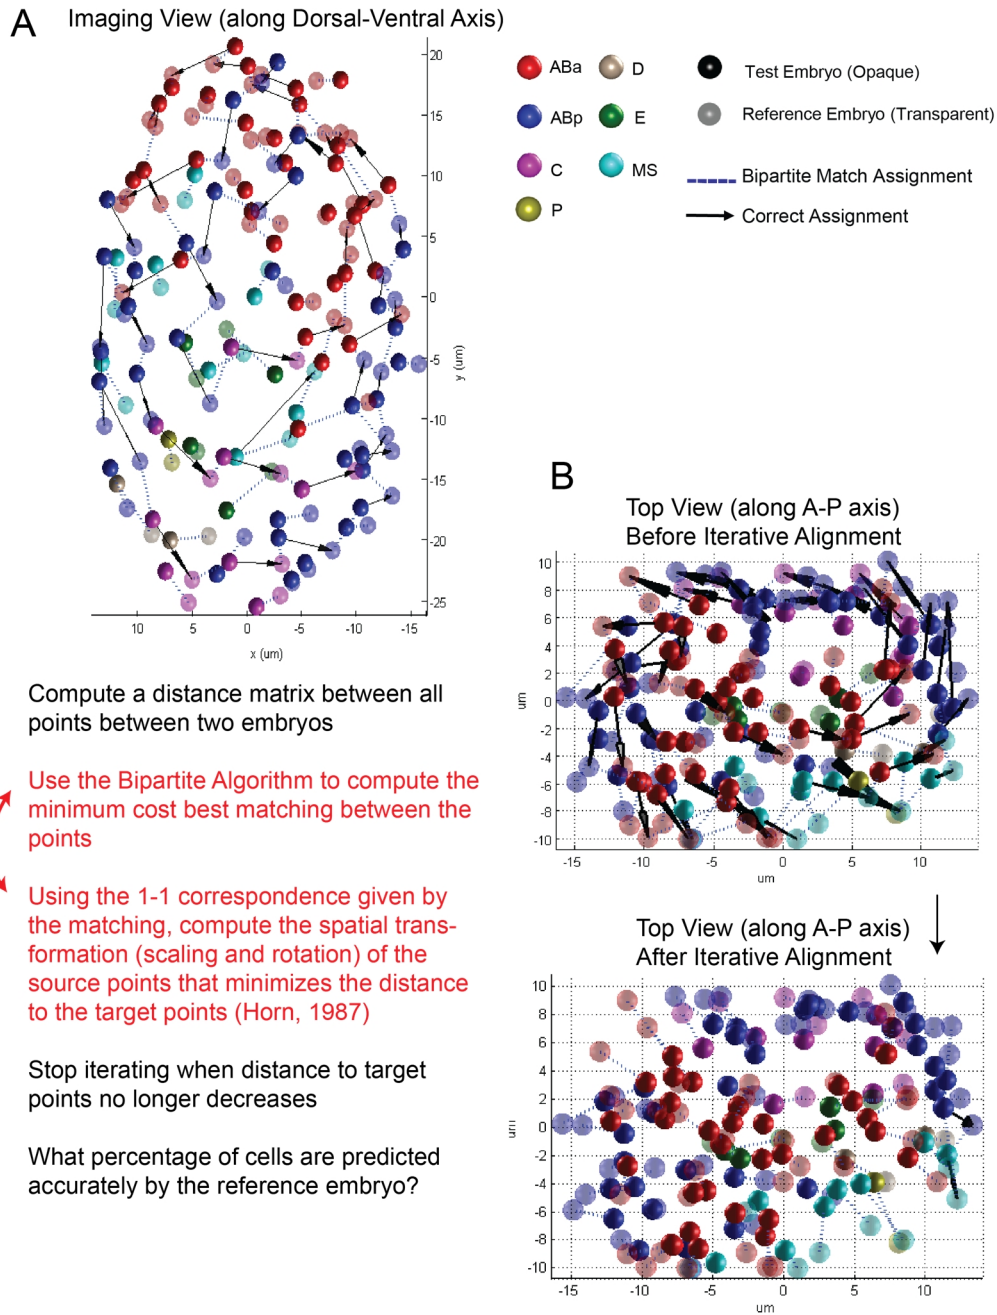 A
Imaging View (along Dorsal-Ventral Axis)
20
15
10
5
0
-5
-10
-15
-20
-25
y (um)
10
5
0
-5
-10
-15
x (um)
ABa
D
Test Embryo (Opaque)
ABp
E
Reference Embryo (Transparent)
C
MS
Bipartite Match Assignment
P
Correct Assignment
Compute a distance matrix between all
points between two embryos
Use the Bipartite Algorithm to compute the
minimum cost best matching between the
points
Using the 1-1 correspondence given by
the matching, compute the spatial trans-
formation (scaling and rotation) of the
source points that minimizes the distance
to the target points (Horn, 1987)
Stop iterating when distance to target
points no longer decreases
What percentage of cells are predicted
accurately by the reference embryo?
B
Top View (along A-P axis)
Before Iterative Alignment
10
8
6
4
2
0
-2
-4
-6
-8
-10
um
-15
-10
-5
0
5
10
um
Top View (along A-P axis)
After Iterative Alignment
10
8
6
4
2
0
-2
-4
-6
-8
-10
um
-15
-10
-5
0
5
10
um